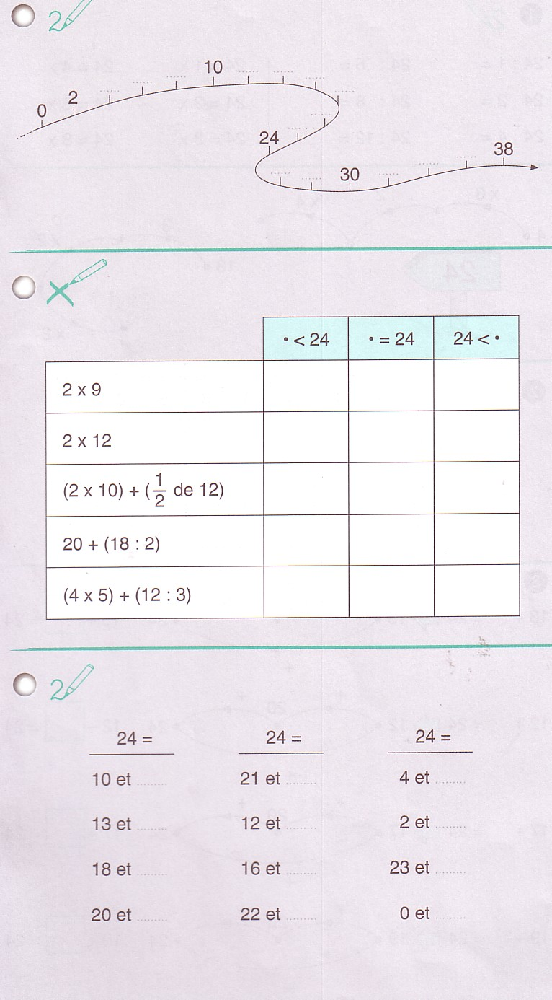 2
10
2
0
24
38
30
• < 24 • = 24 24 < •
2 x 9
2 x 12
(2 x 10) + (1/2 de 12)
20 + (18 : 2)
(4 x 5) + (12 : 3)
2
24 = 24 = 24 =
10 et ........ 21 et ........ 4 et ........
13 et ........ 12 et ........ 2 et ........
18 et ........ 16 et ........ 23 et ........
20 et ........ 22 et ........ 0 et ........